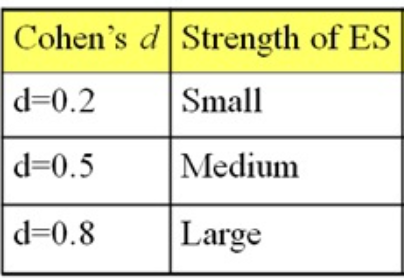 Cohen's d Strength of ES
d=0.2 Small
d=0.5 Medium
d=0.8 Large